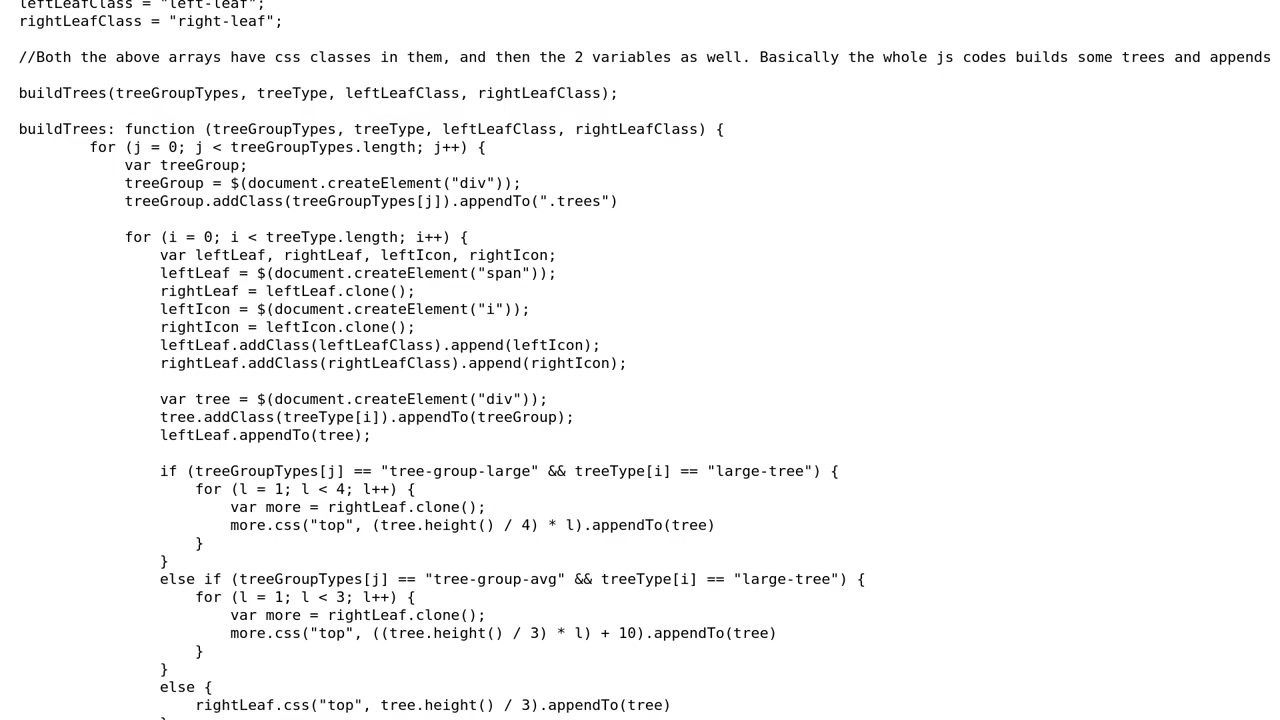 leftLeafClass = "left-leaf";
rightLeafClass = "right-leaf";
//Both the above arrays have css classes in them, and then the 2 variables as well. Basically the whole js codes builds some trees and appends
buildTrees(treeGroupTypes, treeType, leftLeafClass, rightLeafClass);
buildTrees: function (treeGroupTypes, treeType, leftLeafClass, rightLeafClass) {
for (j = 0; j < treeGroupTypes.length; j++) {
var treeGroup;
treeGroup = $(document.createElement("div"));
treeGroup.addClass(treeGroupTypes[j]).appendTo(".trees")
for (i = 0; i < treeType.length; i++) {
var leftLeaf, rightLeaf, leftIcon, rightIcon;
leftLeaf = $(document.createElement("span"));
rightLeaf = leftLeaf.clone();
leftIcon = $(document.createElement("i"));
rightIcon = leftIcon.clone();
leftLeaf.addClass(leftLeafClass).append(leftIcon);
rightLeaf.addClass(rightLeafClass).append(rightIcon);
var tree = $(document.createElement("div"));
tree.addClass(treeType[i]).appendTo(treeGroup);
leftLeaf.appendTo(tree);
if (treeGroupTypes[j] == "tree-group-large" && treeType[i] == "large-tree") {
for (l = 1; l < 4; l++) {
var more = rightLeaf.clone();
more.css("top", (tree.height() / 4) * l).appendTo(tree)
}
}
else if (treeGroupTypes[j] == "tree-group-avg" && treeType[i] == "large-tree") {
for (l = 1; l < 3; l++) {
var more = rightLeaf.clone();
more.css("top", ((tree.height() / 3) * l) + 10).appendTo(tree)
}
}
else {
rightLeaf.css("top", tree.height() / 3).appendTo(tree)
}